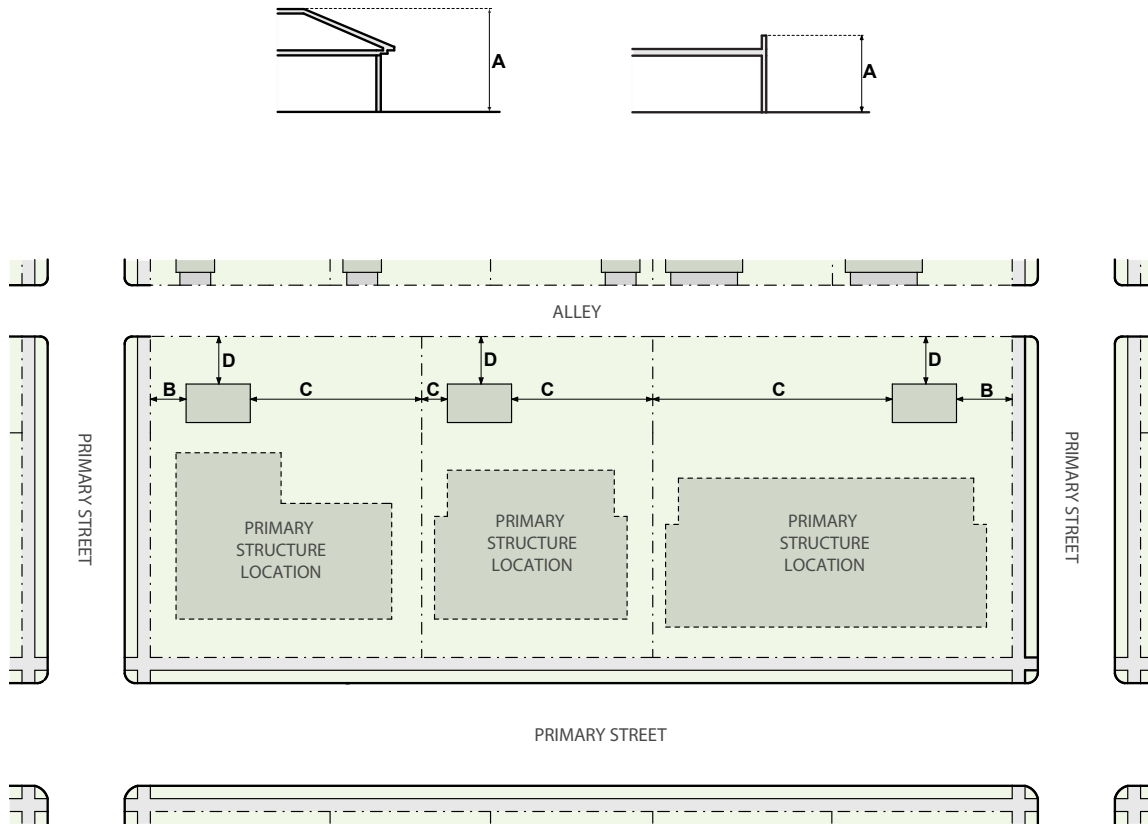 A
A
ALLEY
D
D
D
B
C
C
C
C
B
PRIMARY STREET
PRIMARY STREET
PRIMARY
STRUCTURE
LOCATION
PRIMARY
STRUCTURE
LOCATION
PRIMARY
STRUCTURE
LOCATION
PRIMARY STREET